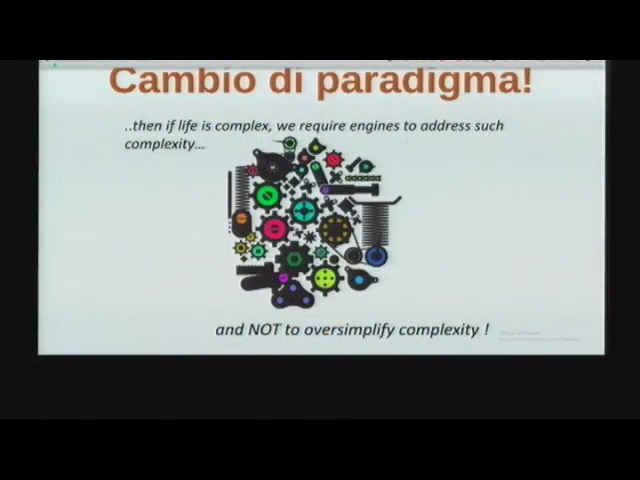 Cambio di paradigma!
..then if life is complex, we require engines to address such
complexity...
and NOT to oversimplify complexity !